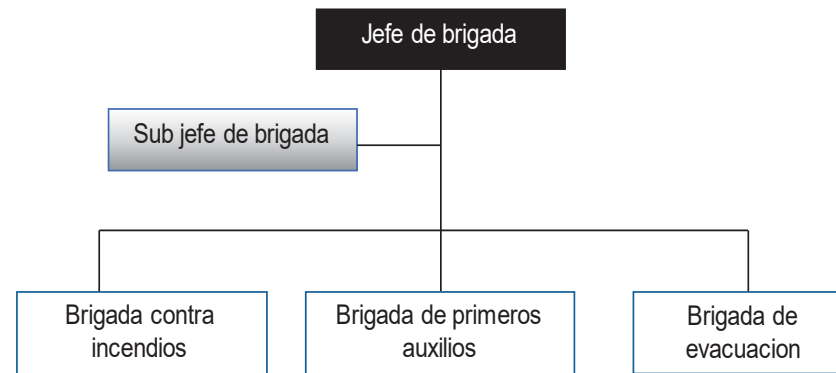 Jefe de brigada
Sub jefe de brigada
Brigada contra
incendios
Brigada de primeros
auxilios
Brigada de
evacuacion